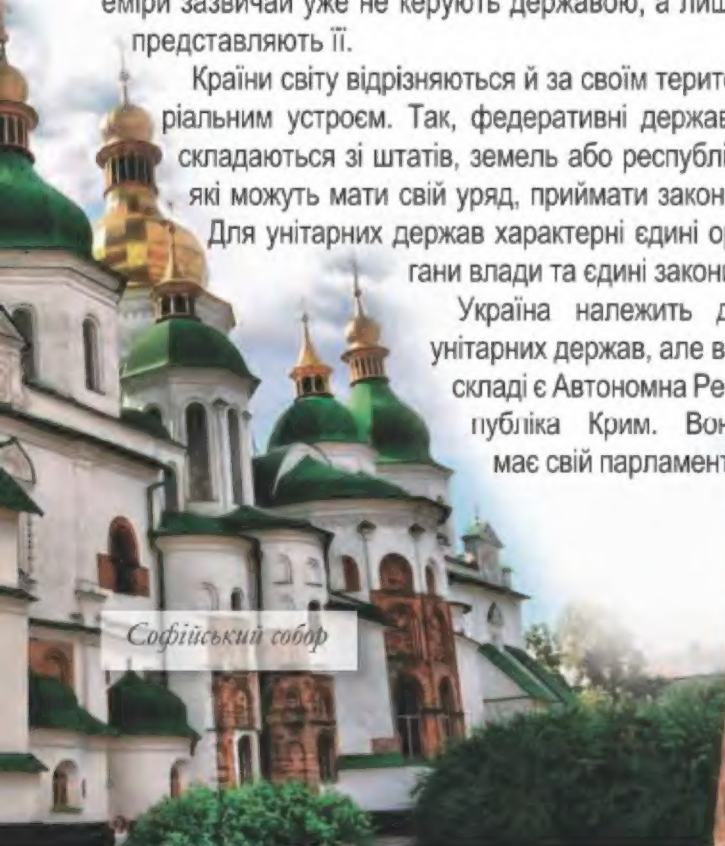 еміри зазвичай уже не керують державою, а лиш
представляють її.
Країни світу відрізняються й за своїм терито
ріальним устроєм. Так, федеративні держав
складаються зі штатів, земель або республі
які можуть мати свій уряд, приймати закон
Для унітарних держав характерні єдині ор
гани влади та єдині закони
Україна належить д
унітарних держав, але в
складі є Автономна Ре
публіка Крим. Вон
має свій парламент
Софійський собор